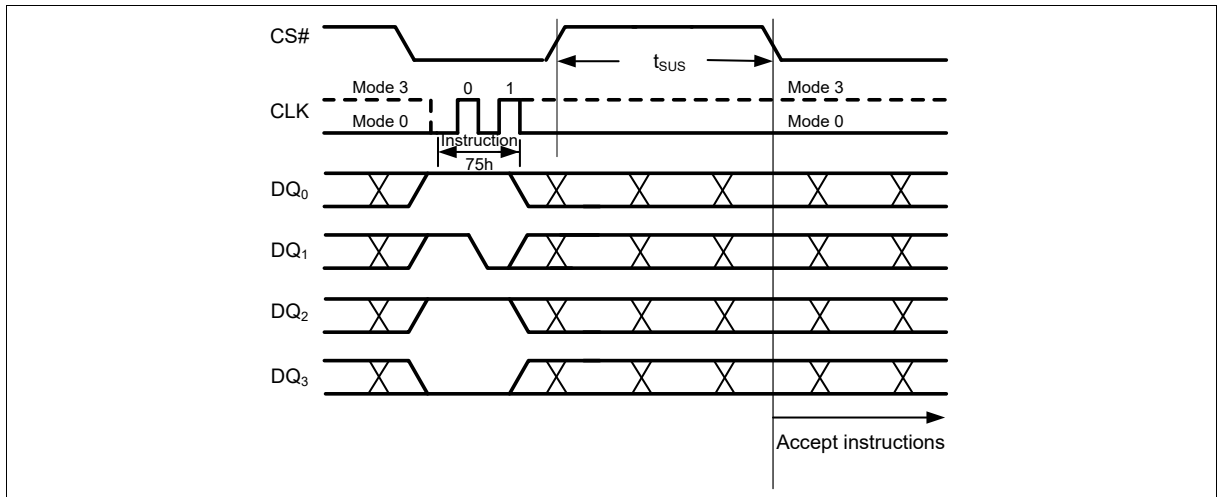 CS#
tSUS
Mode 3 0 1 Mode 3
CLK
Mode 0 Mode 0
Instruction
75h
DQ0
DQ1
DQ2
DQ3
Accept instructions